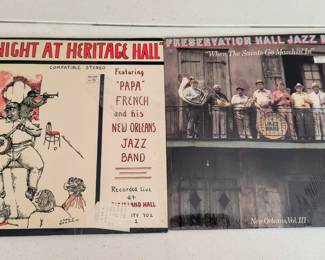 NIGHT AT HERITAGE HALL
COMPATIBLE STEREO
Featuring
"PAPA"
FRENCH
and his
NEW ORLEANS
JAZZ
BAND
Recorded live
at
HALL
PRESERVATION HALL JAZZ
"When The Saints Go Marchin' In"
New Orleans, Vol. III